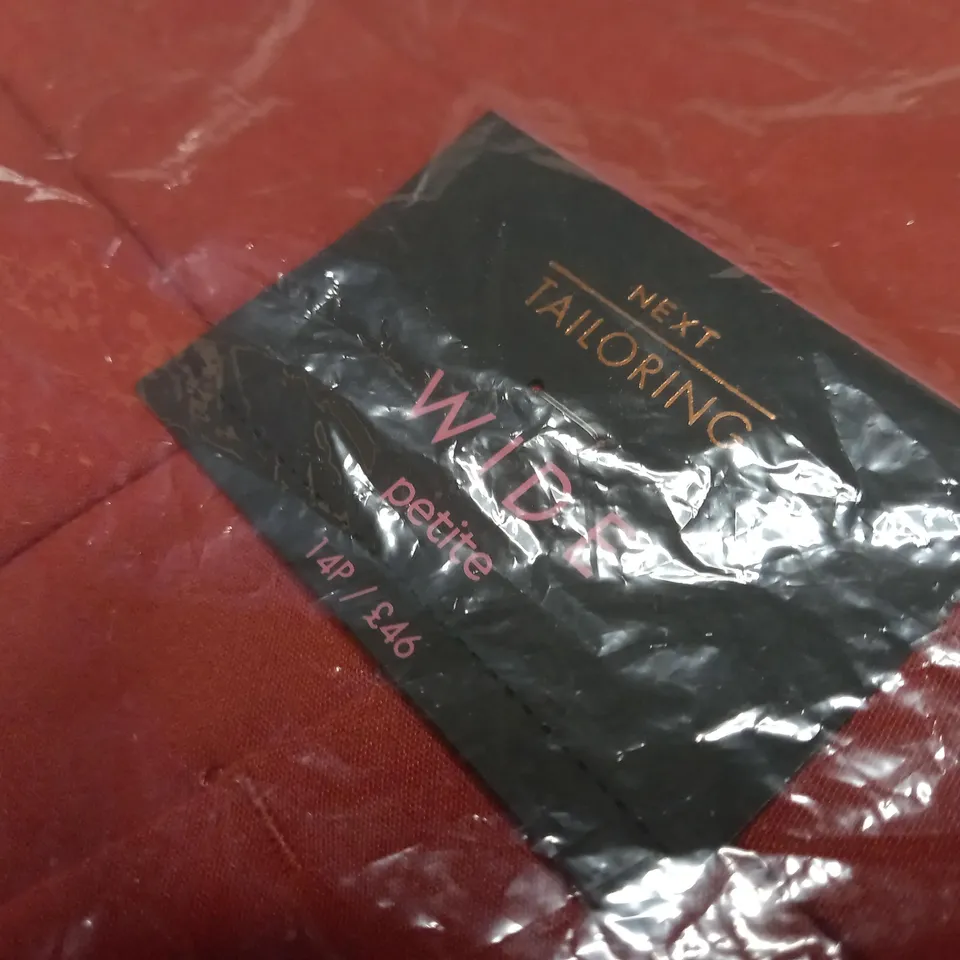 NEXT
TAILORING
WIDE
petite
14P / £46